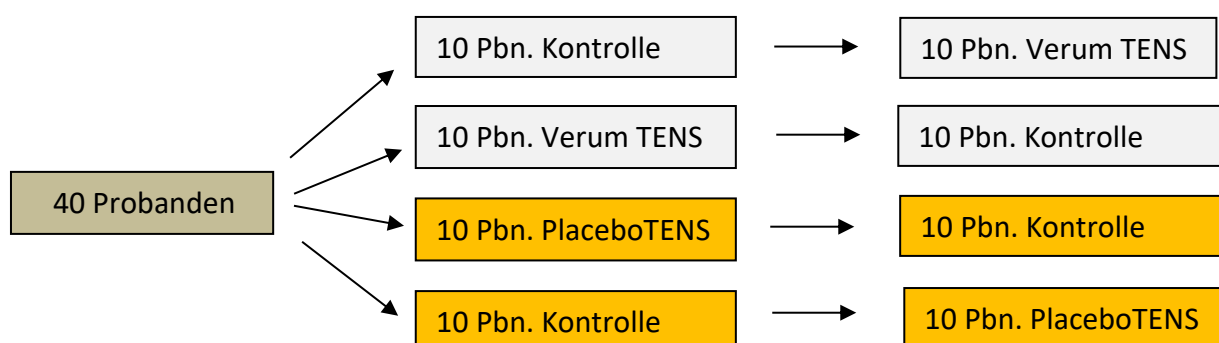 10 Pbn. Kontrolle
10 Pbn. Verum TENS
10 Pbn. Verum TENS
10 Pbn. Kontrolle
40 Probanden
10 Pbn. PlaceboTENS
10 Pbn. Kontrolle
10 Pbn. Kontrolle
10 Pbn. PlaceboTENS